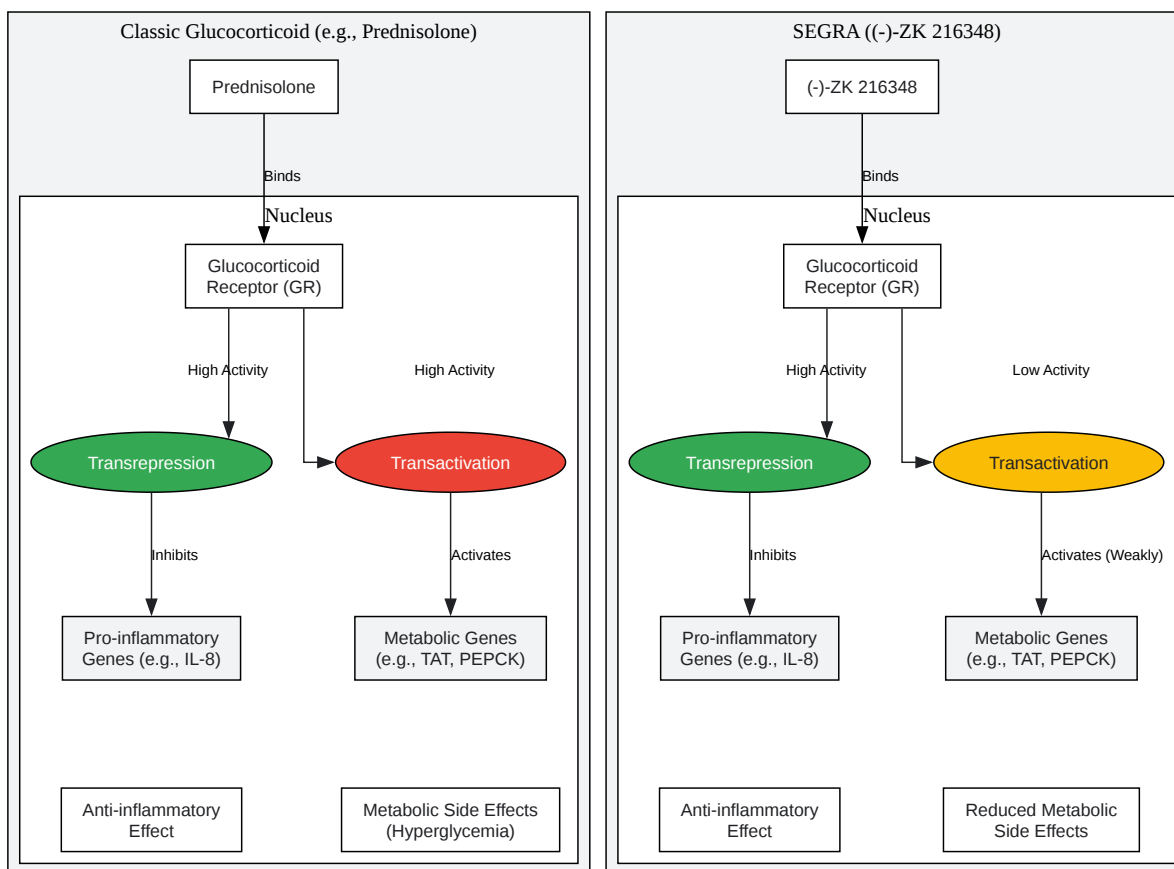 Classic Glucocorticoid (e.g., Prednisolone)
Prednisolone
Binds
Nucleus
Glucocorticoid
Receptor (GR)
High Activity
High Activity
Transrepression
Transactivation
Inhibits
Activates
Pro-inflammatory
Genes (e.g., IL-8)
Metabolic Genes
(e.g., TAT, PEPCK)
Anti-inflammatory
Effect
Metabolic Side Effects
(Hyperglycemia)
SEGRA ((-)-ZK 216348)
(-)-ZK 216348
Binds
Nucleus
Glucocorticoid
Receptor (GR)
High Activity
Low Activity
Transrepression
Transactivation
Inhibits
Activates (Weakly)
Pro-inflammatory
Genes (e.g., IL-8)
Metabolic Genes
(e.g., TAT, PEPCK)
Anti-inflammatory
Effect
Reduced Metabolic
Side Effects